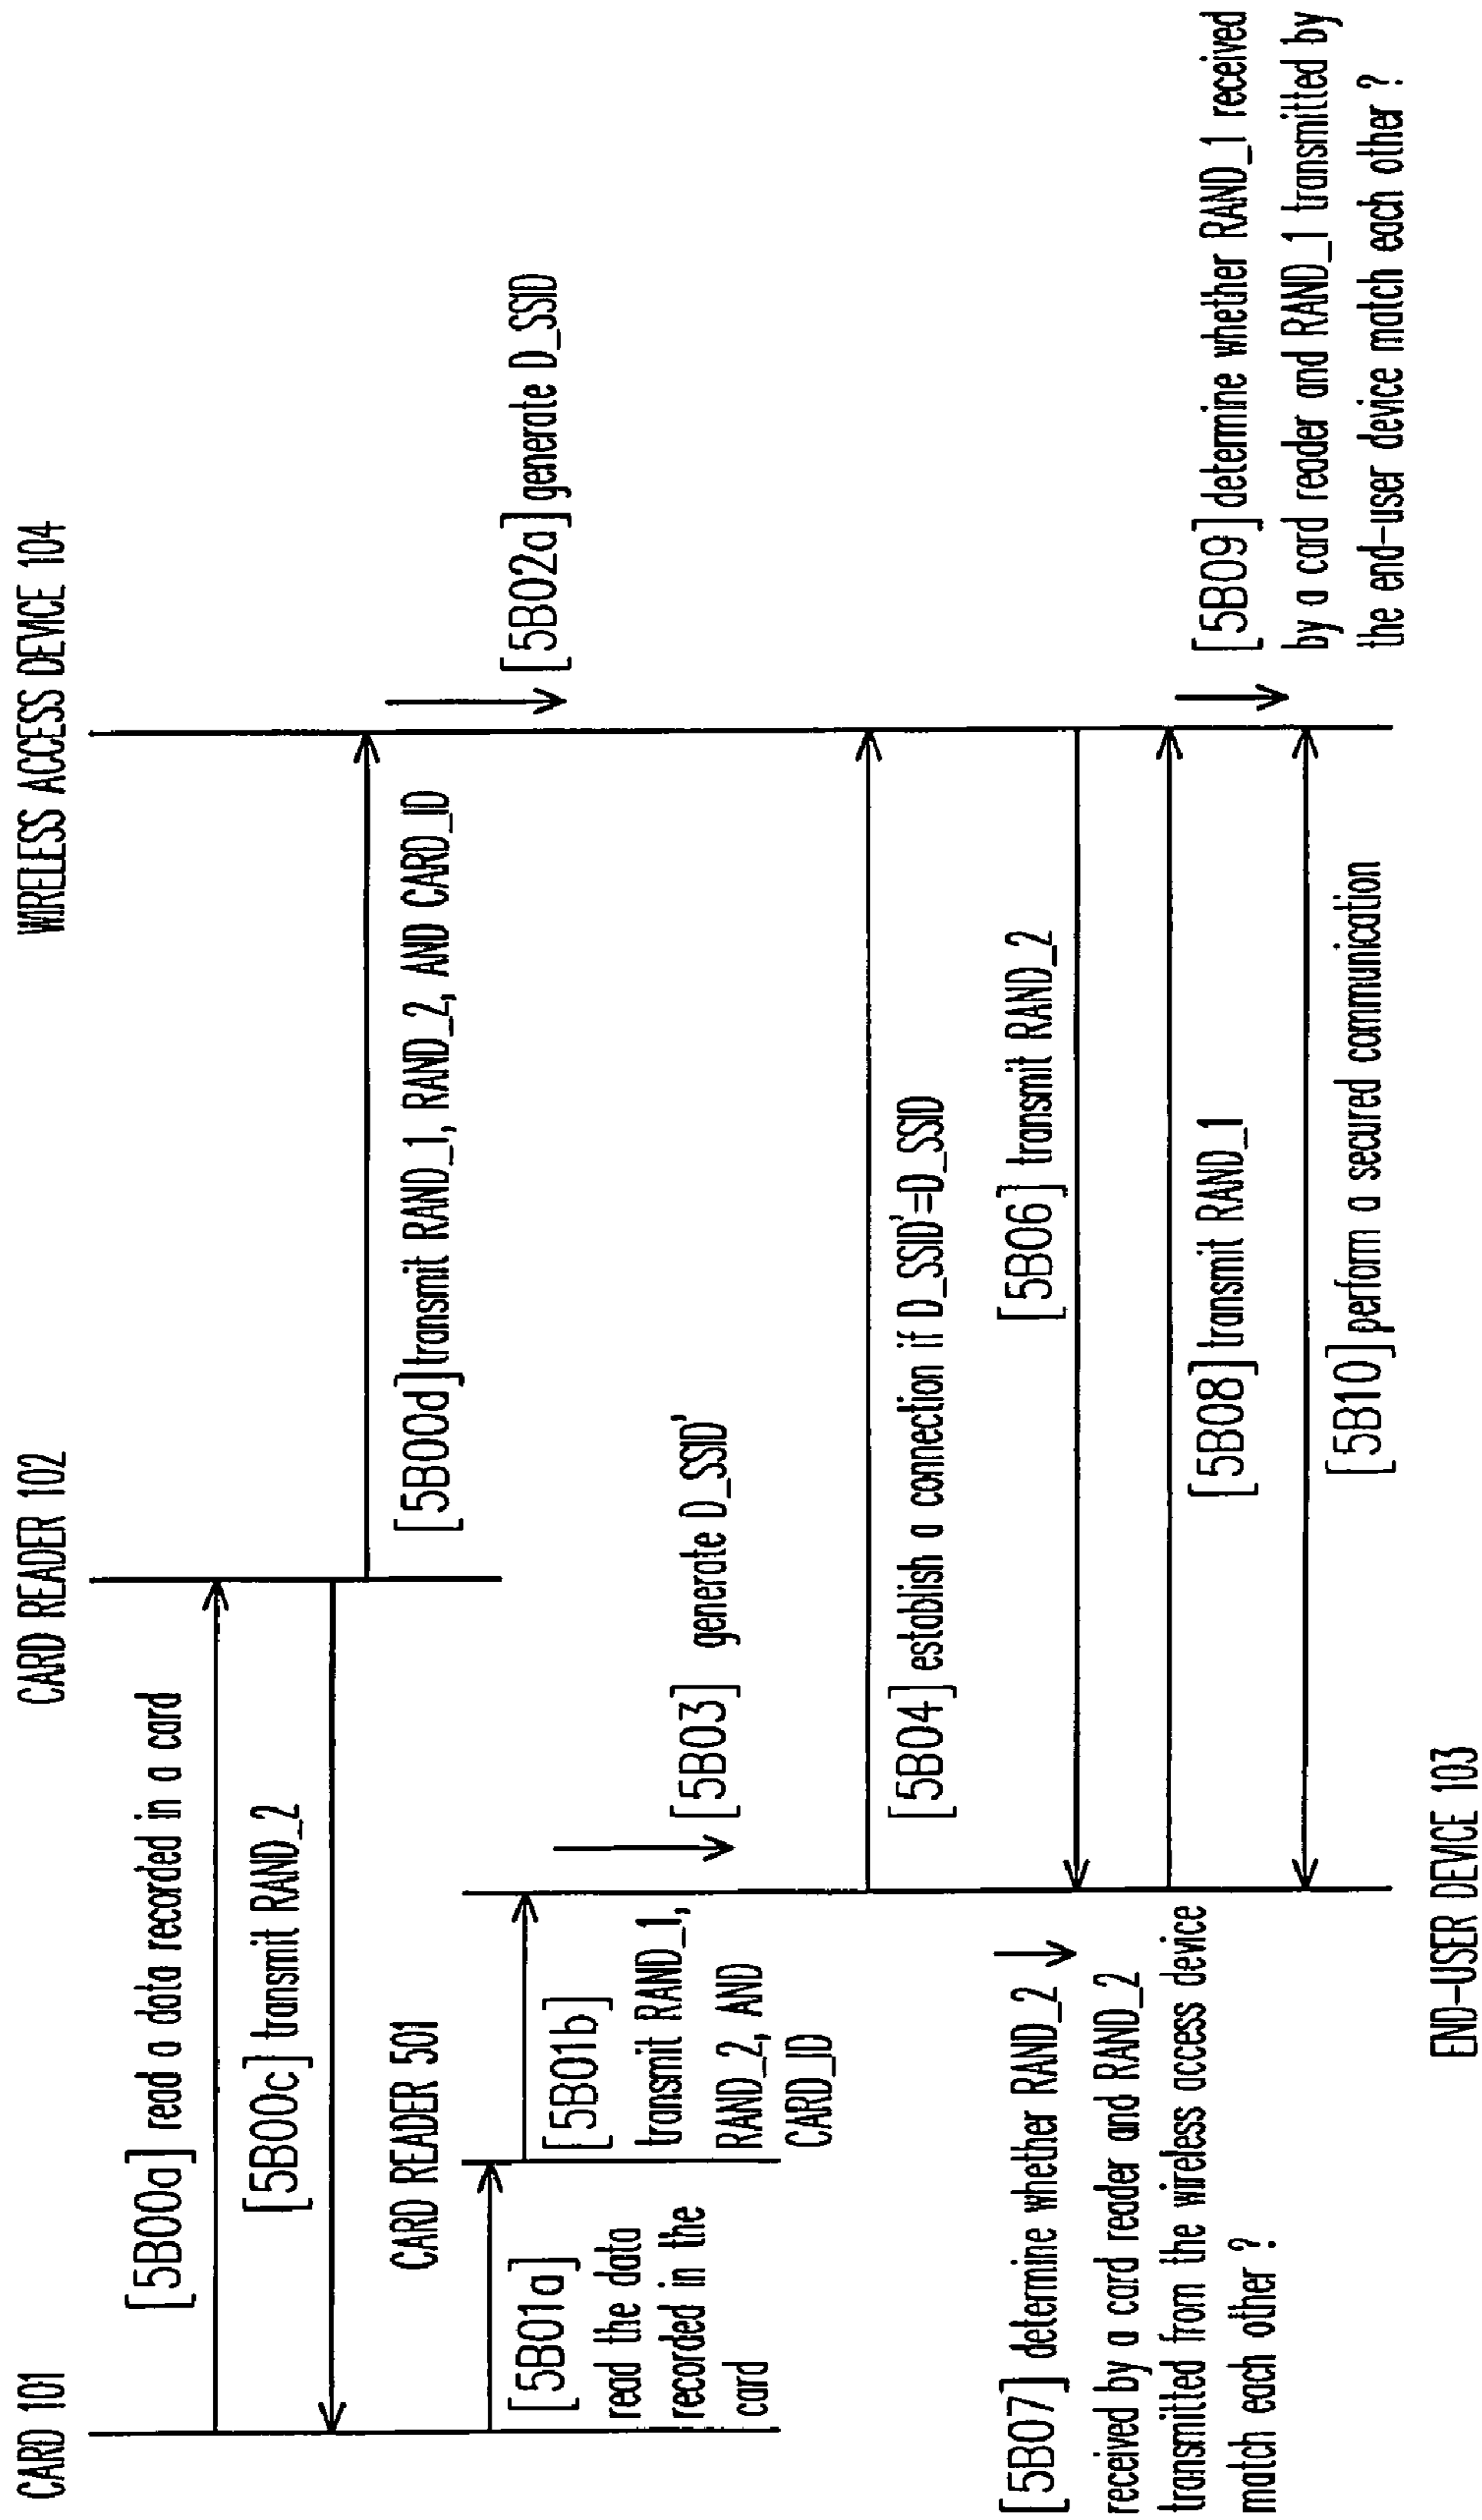 CARD 101
CARD READER 102
WIRELESS ACCESS DEVICE 104
[5B00a] read a data recorded in a card
[5B00c] transmit RAND_2
[5B00d] transmit RAND_1, RAND_2, AND CARD_ID
CARD READER 501
[5B02a] generate D_SSID
[5B01a]
read the data
recorded in the
card
[5B01b]
transmit RAND_1,
RAND_2, AND
CARD_ID
[5B03] generate D_SSID'
[5B04] establish a connection if D_SSID'=D_SSID
[5B06] transmit RAND_2
[5B07] determine whether RAND_2
received by a card reader and RAND_2
transmitted from the wireless access device
match each other ?
[5B08] transmit RAND_1
[5B09] determine whether RAND_1 received
by a card reader and RAND_1 transmitted by
the end-user device match each other ?
[5B10] perform a secured communication
END-USER DEVICE 103